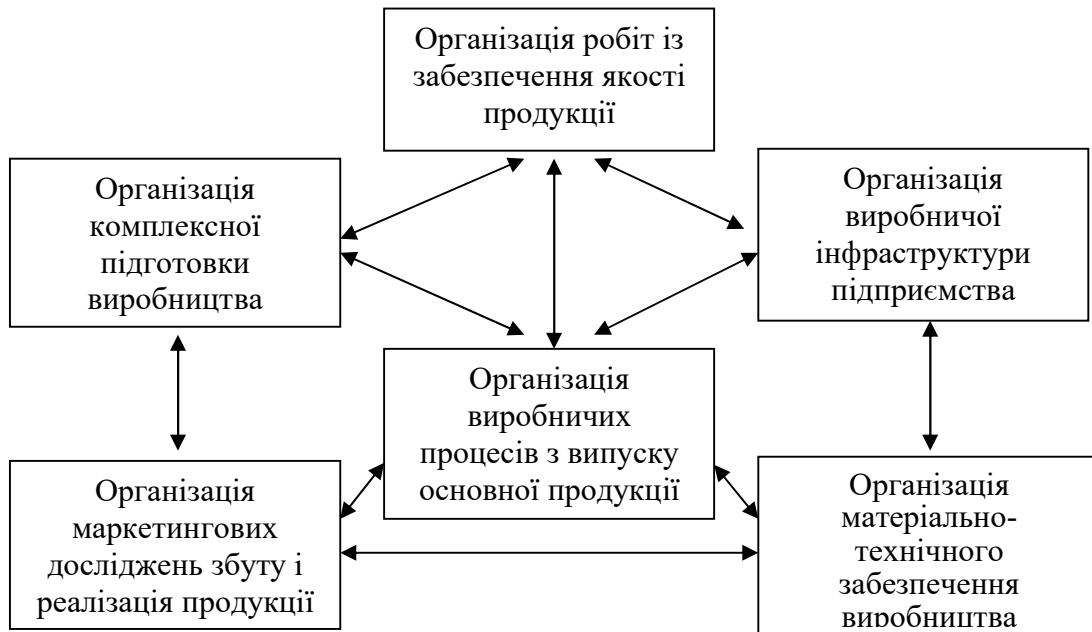 Організація робіт із
забезпечення якості
продукції
Організація
комплексної
підготовки
виробництва
Організація
виробничої
інфраструктури
підприємства
Організація
виробничих
процесів з випуску
основної продукції
Організація
маркетингових
досліджень збуту і
реалізація продукції
Організація
матеріально-
технічного
забезпечення
виробництва